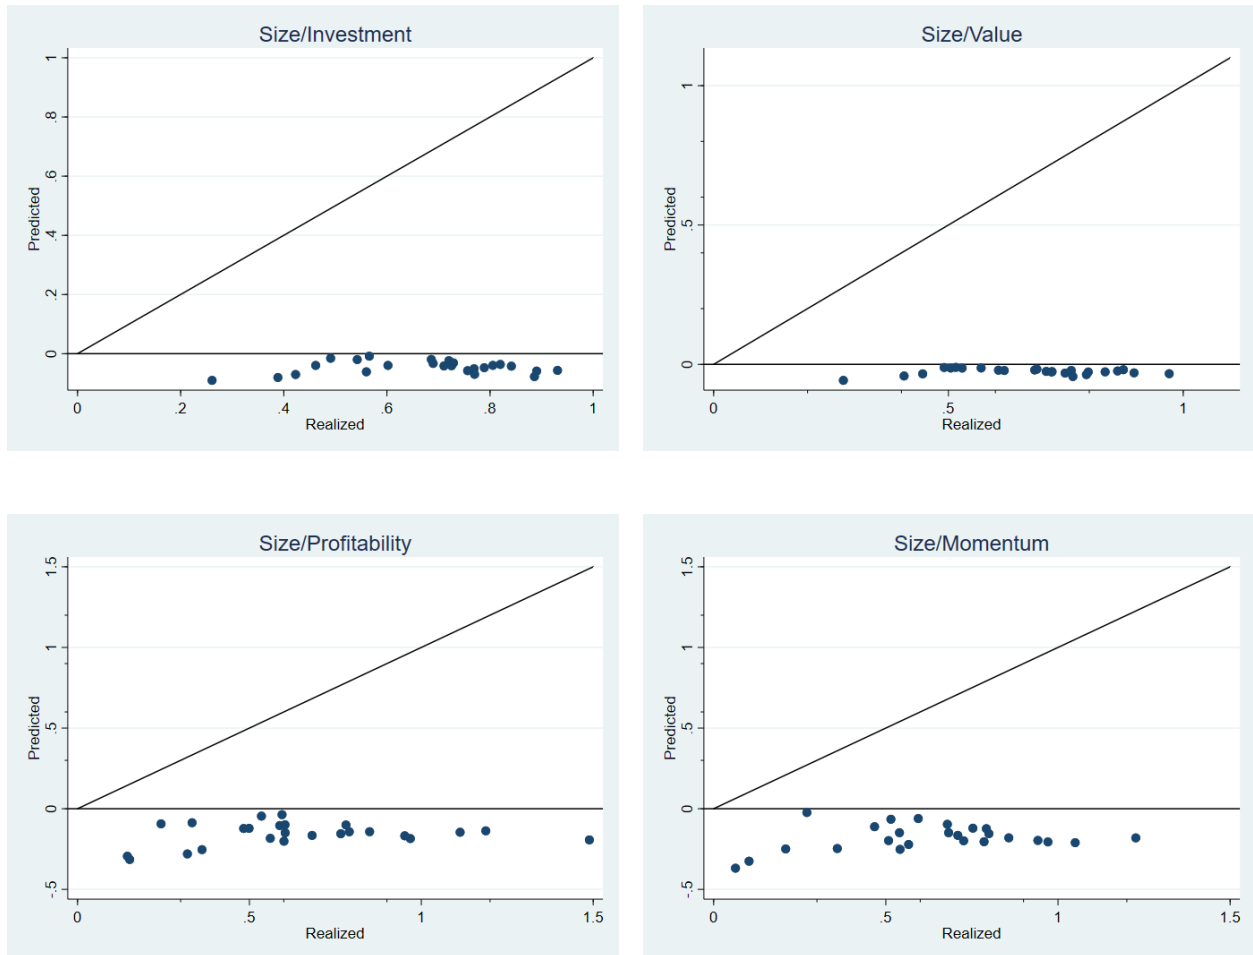 Size/Investment
Predicted
1
.8
.6
.4
.2
0
0 .2 .4 .6 .8 1
Realized
Size/Value
Predicted
1
.5
0
0 .5 1
Realized
Size/Profitability
Predicted
1.5
1
.5
0
-.5
0 .5 1 1.5
Realized
Size/Momentum
Predicted
1.5
1
.5
0
-.5
0 .5 1 1.5
Realized